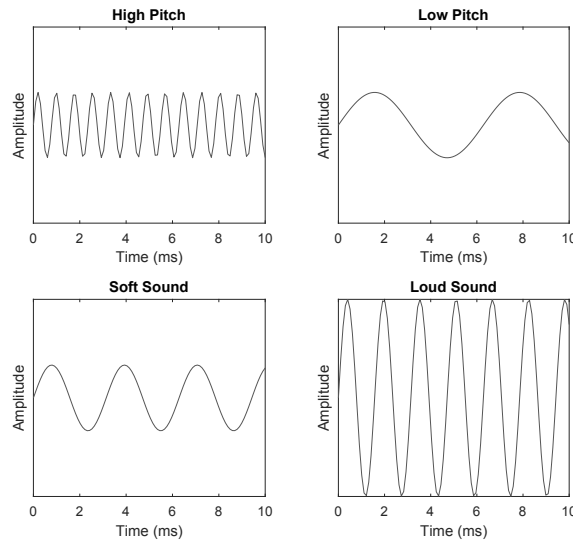 High Pitch
Amplitude
0 2 4 6 8 10
Time (ms)
Low Pitch
Amplitude
0 2 4 6 8 10
Time (ms)
Soft Sound
Amplitude
0 2 4 6 8 10
Time (ms)
Loud Sound
Amplitude
0 2 4 6 8 10
Time (ms)